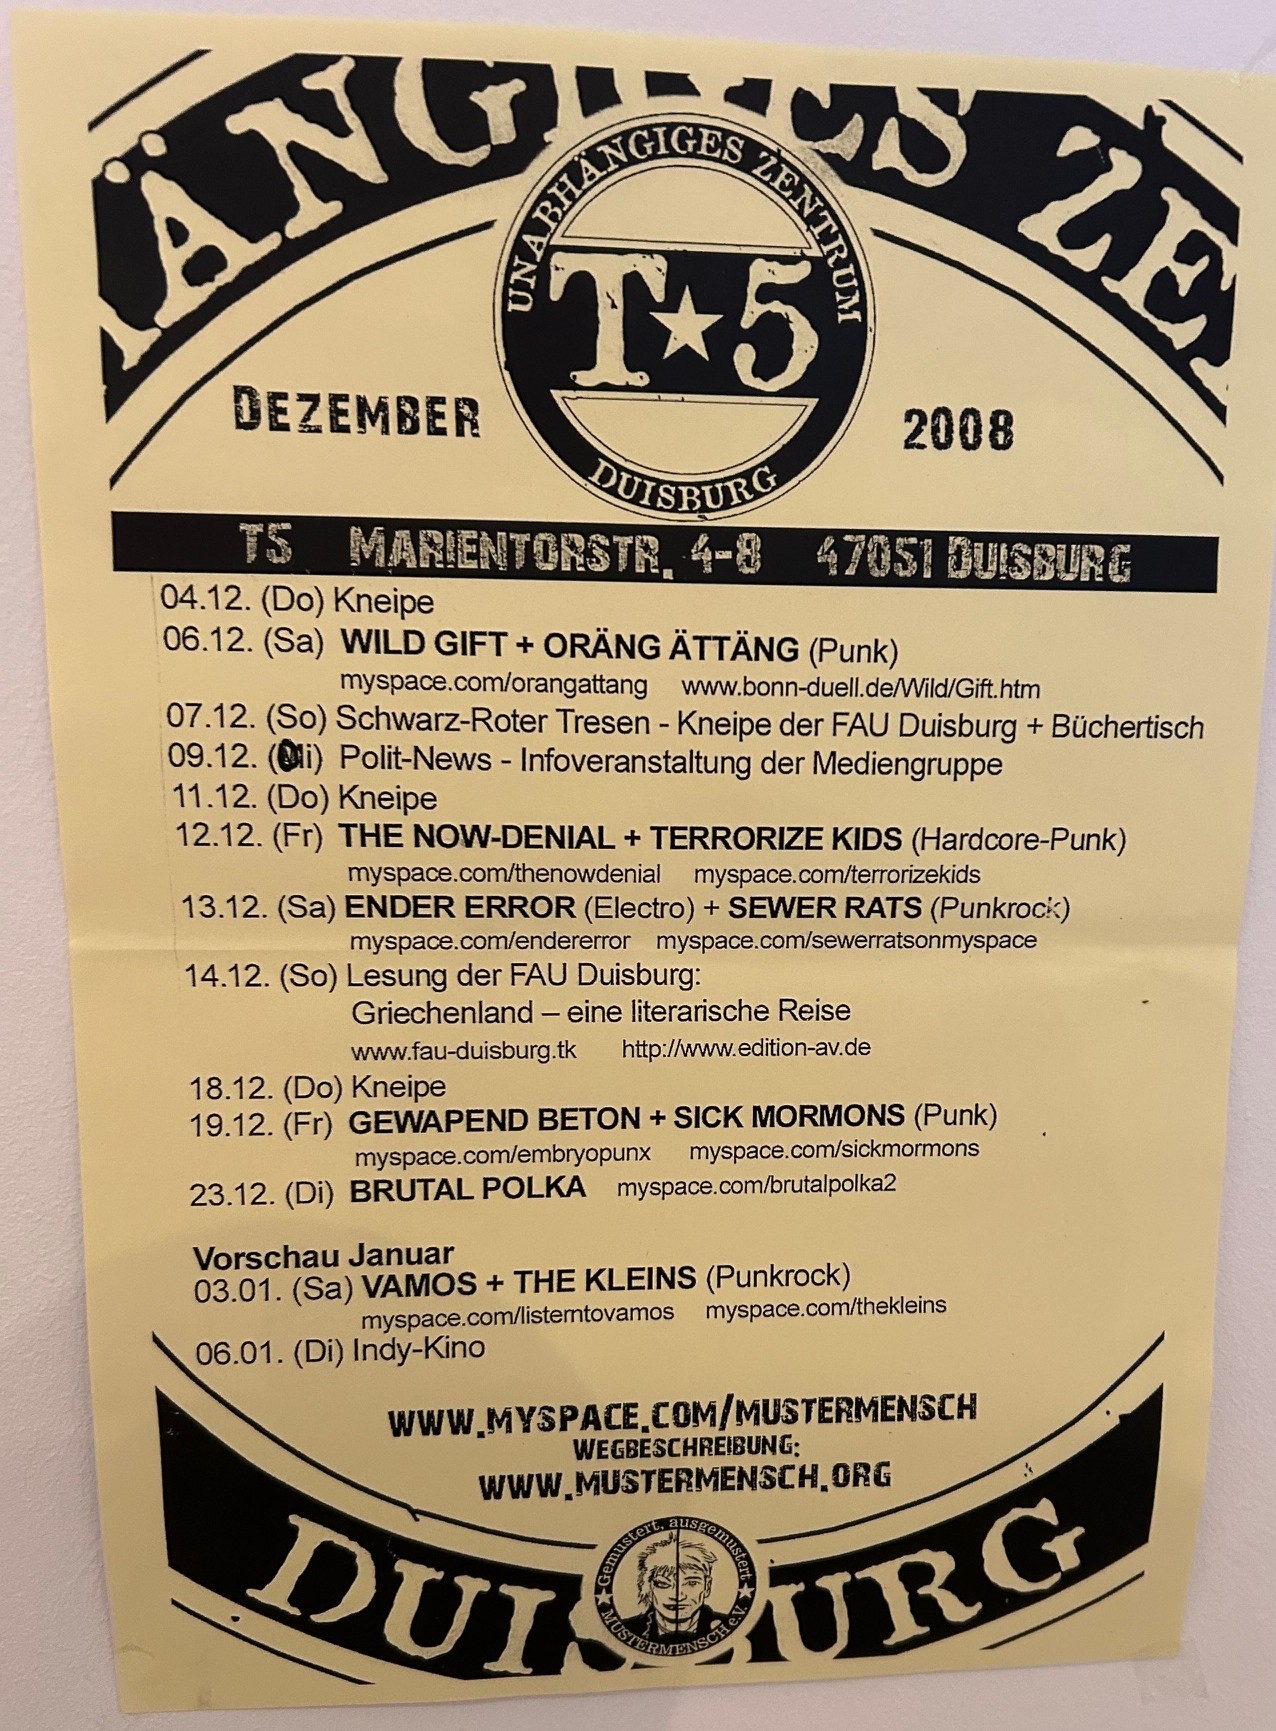 ÄNGIGES ZE
UNABHÄNGIGES ZENTRUM
T★5
DUISBURG
DEZEMBER 2008
T5 MARIENTORSTR. 4-8 47051 DUISBURG
04.12. (Do) Kneipe
06.12. (Sa) WILD GIFT + ORÄNG ÄTTÄNG (Punk)
myspace.com/orangattang www.bonn-duell.de/Wild/Gift.htm
07.12. (So) Schwarz-Roter Tresen - Kneipe der FAU Duisburg + Büchertisch
09.12. (Di) Polit-News - Infoveranstaltung der Mediengruppe
11.12. (Do) Kneipe
12.12. (Fr) THE NOW-DENIAL + TERRORIZE KIDS (Hardcore-Punk)
myspace.com/thenowdenial myspace.com/terrorizekids
13.12. (Sa) ENDER ERROR (Electro) + SEWER RATS (Punkrock)
myspace.com/endererror myspace.com/sewerratsonmyspace
14.12. (So) Lesung der FAU Duisburg:
Griechenland – eine literarische Reise
www.fau-duisburg.tk http://www.edition-av.de
18.12. (Do) Kneipe
19.12. (Fr) GEWAPEND BETON + SICK MORMONS (Punk)
myspace.com/embryopunx myspace.com/sickmormons
23.12. (Di) BRUTAL POLKA myspace.com/brutalpolka2
Vorschau Januar
03.01. (Sa) VAMOS + THE KLEINS (Punkrock)
myspace.com/listerntovamos myspace.com/thekleins
06.01. (Di) Indy-Kino
WWW.MYSPACE.COM/MUSTERMENSCH
WEGBESCHREIBUNG:
WWW.MUSTERMENSCH.ORG
Gemustert, ausgemustert
★ MUSTERMENSCH e.V. ★
DUISBURG